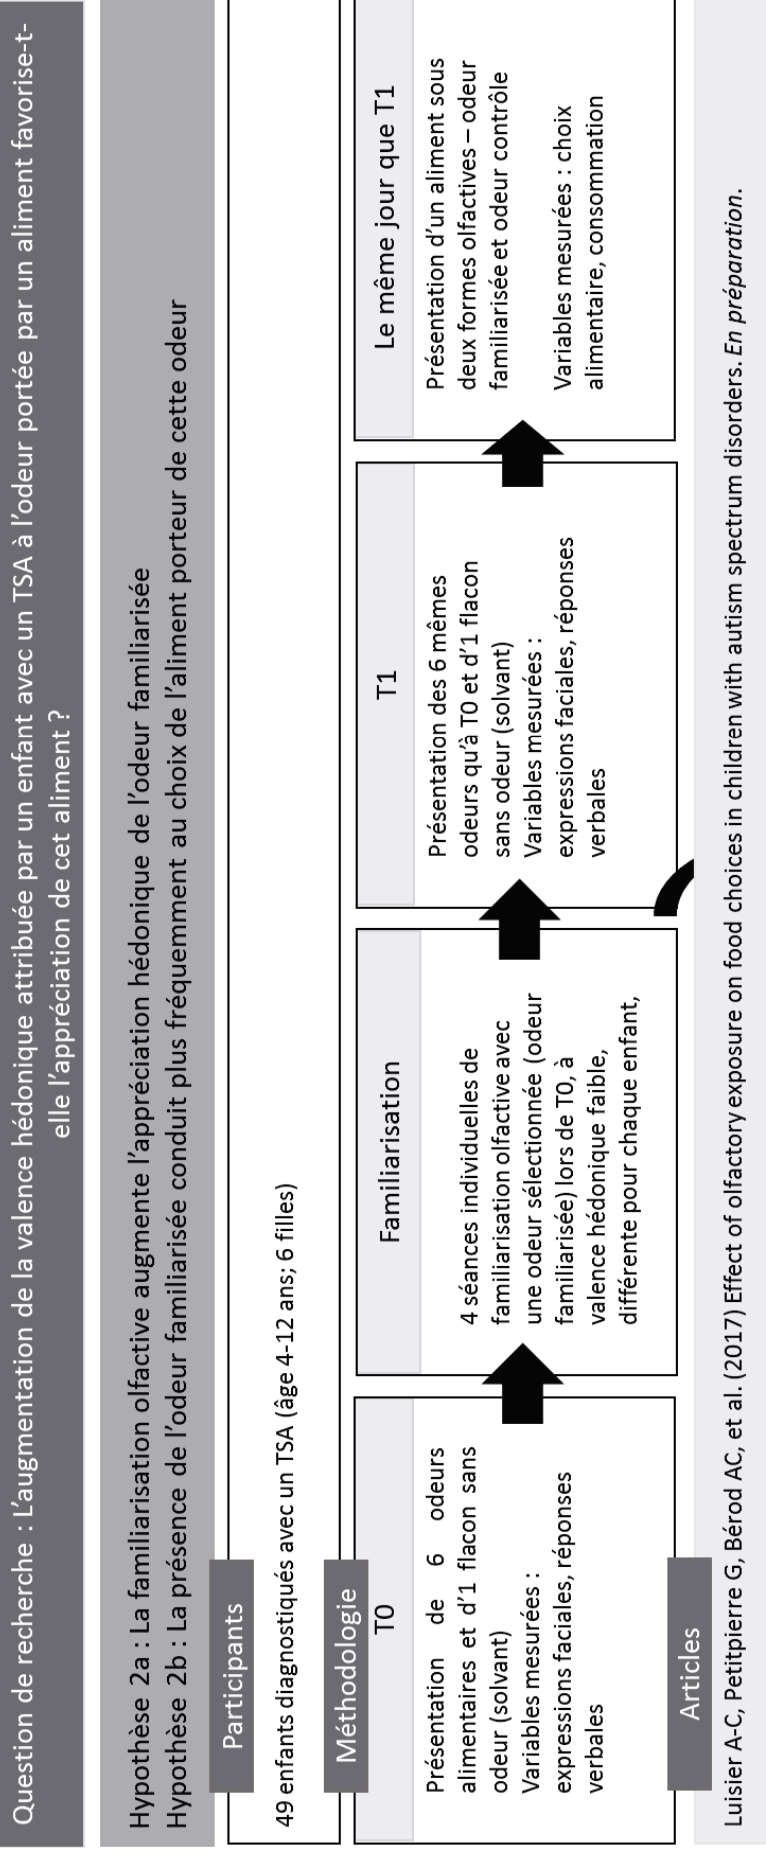 Question de recherche : L'augmentation de la valence hédonique attribuée par un enfant avec un TSA à l'odeur portée par un aliment favorise-t-
elle l'appréciation de cet aliment ?
Hypothèse 2a : La familiarisation olfactive augmente l'appréciation hédonique de l'odeur familiarisée
Hypothèse 2b : La présence de l'odeur familiarisée conduit plus fréquemment au choix de l'aliment porteur de cette odeur
Participants
49 enfants diagnostiqués avec un TSA (âge 4-12 ans; 6 filles)
Méthodologie
T0
Présentation de 6 odeurs
alimentaires et d'1 flacon sans
odeur (solvant)
Variables mesurées :
expressions faciales, réponses
verbales
Familiarisation
4 séances individuelles de
familiarisation olfactive avec
une odeur sélectionnée (odeur
familiarisée) lors de T0, à
valence hédonique faible,
différente pour chaque enfant,
T1
Présentation des 6 mêmes
odeurs qu'à T0 et d'1 flacon
sans odeur (solvant)
Variables mesurées :
expressions faciales, réponses
verbales
Le même jour que T1
Présentation d'un aliment sous
deux formes olfactives – odeur
familiarisée et odeur contrôle
Variables mesurées : choix
alimentaire, consommation
Articles
Luisier A-C, Petitpierre G, Bérod AC, et al. (2017) Effect of olfactory exposure on food choices in children with autism spectrum disorders. En préparation.